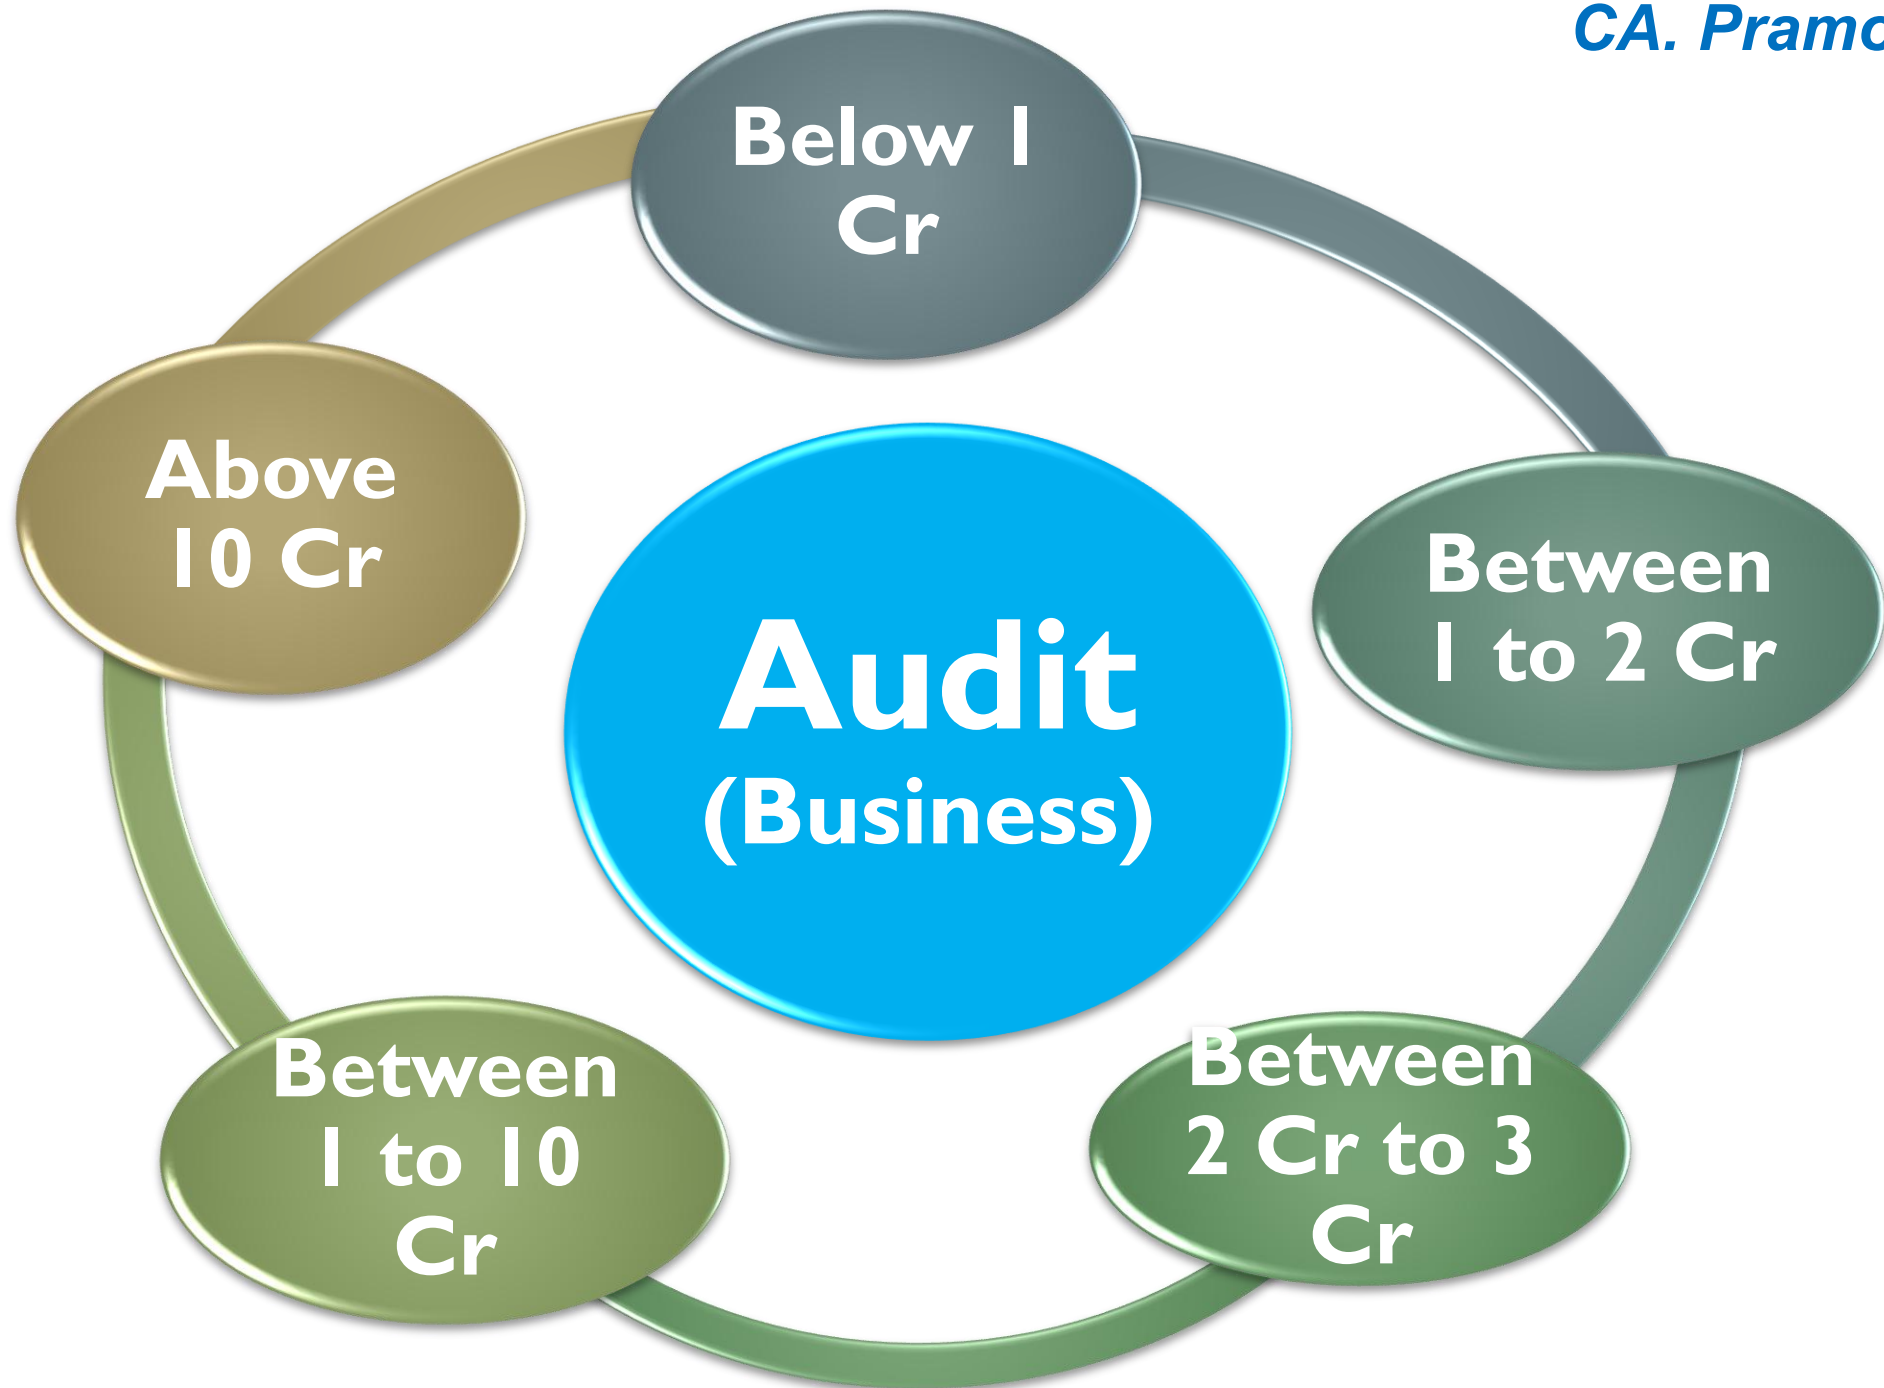 CA. Pramo
Below 1
Cr
Above
10 Cr
Between
1 to 2 Cr
Audit
(Business)
Between
1 to 10
Cr
Between
2 Cr to 3
Cr